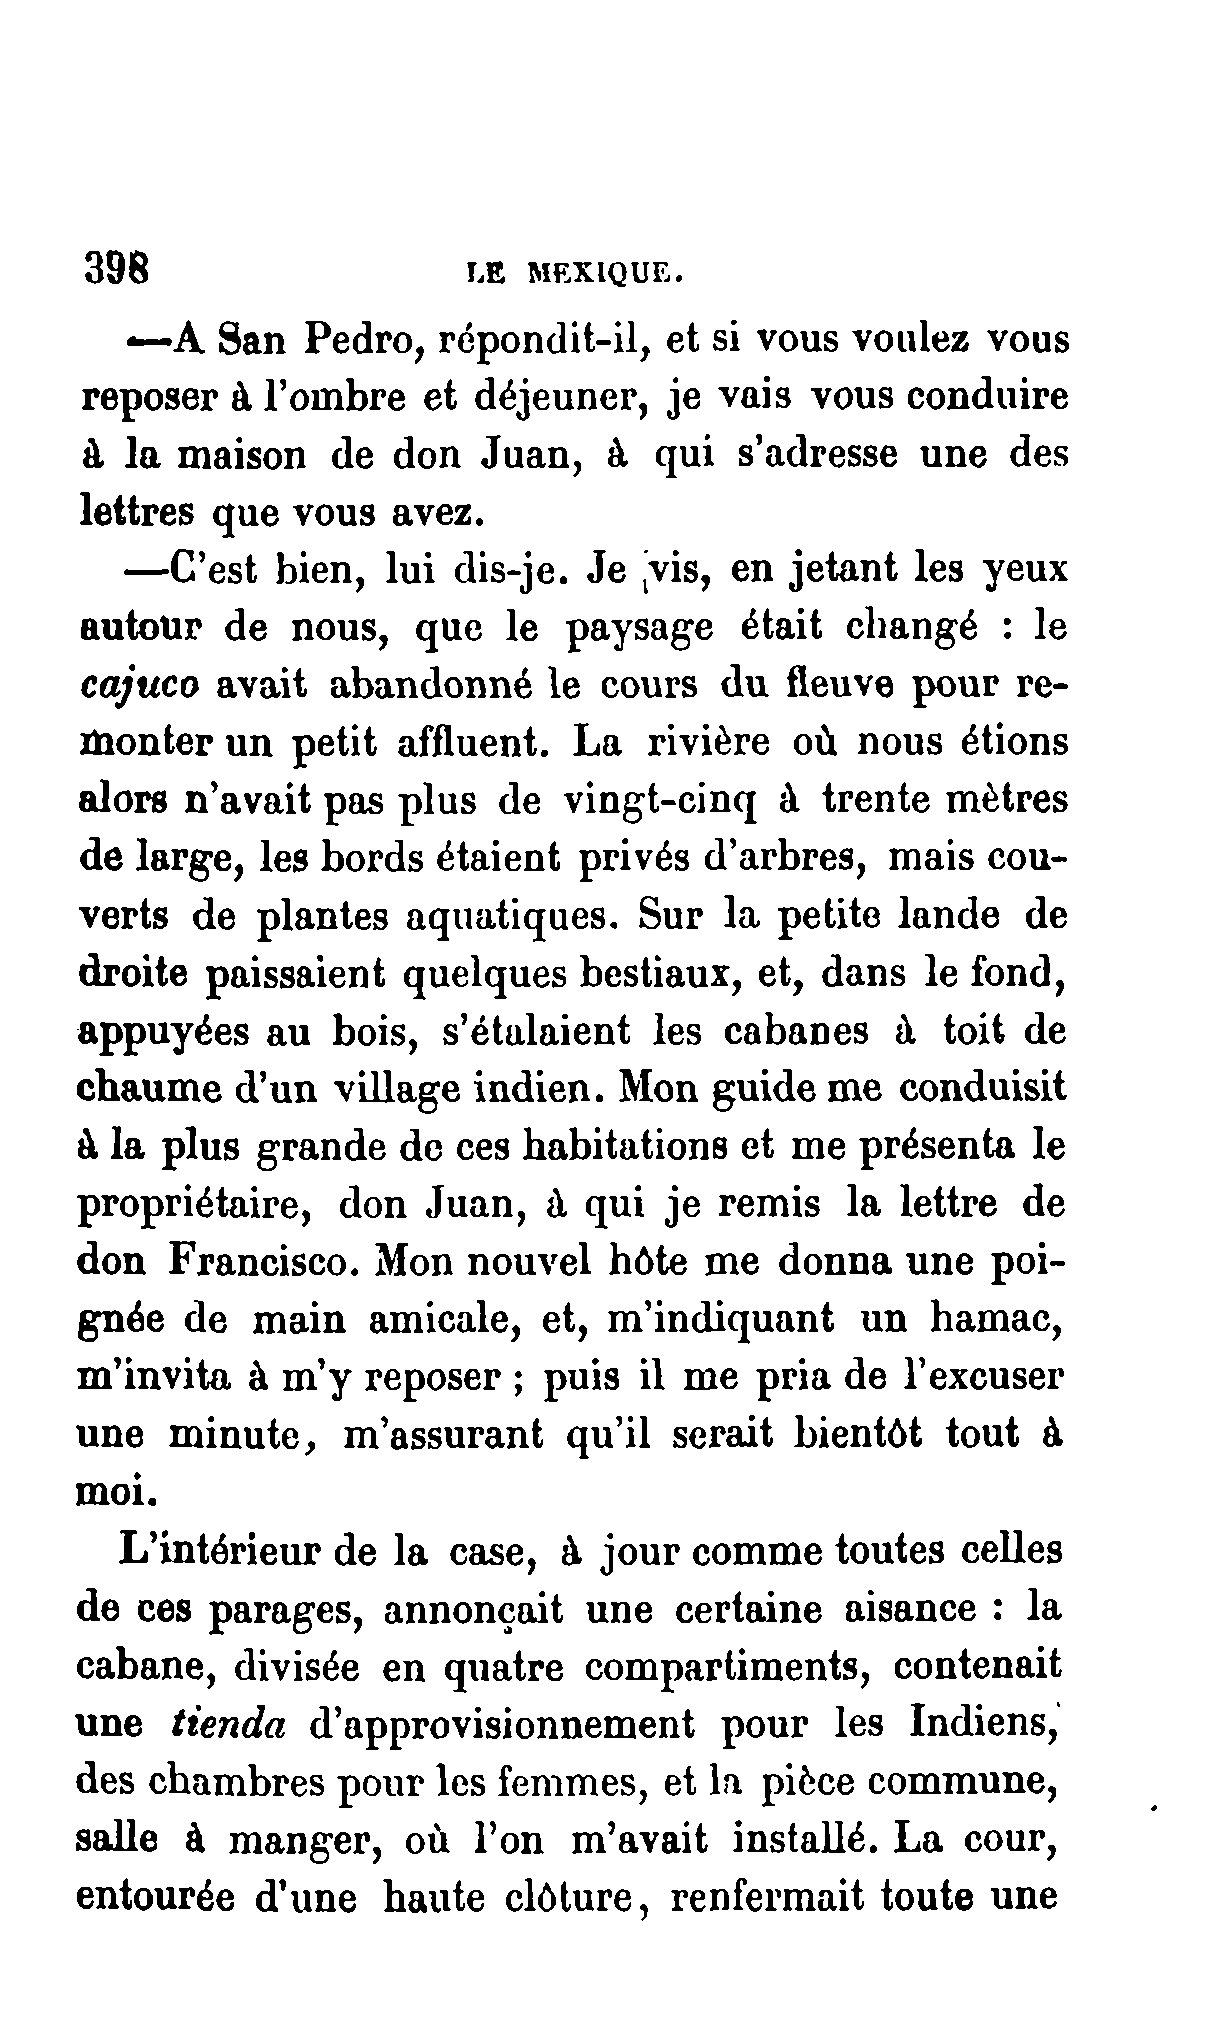 398 LE MEXIQUE.
—A San Pedro, répondit-il, et si vous voulez vous
reposer à l'ombre et déjeuner, je vais vous conduire
à la maison de don Juan, à qui s'adresse une des
lettres que vous avez.
—C'est bien, lui dis-je. Je vis, en jetant les yeux
autour de nous, que le paysage était changé : le
cajuco avait abandonné le cours du fleuve pour re-
monter un petit affluent. La rivière où nous étions
alors n'avait pas plus de vingt-cinq à trente mètres
de large, les bords étaient privés d'arbres, mais cou-
verts de plantes aquatiques. Sur la petite lande de
droite paissaient quelques bestiaux, et, dans le fond,
appuyées au bois, s'étalaient les cabanes à toit de
chaume d'un village indien. Mon guide me conduisit
à la plus grande de ces habitations et me présenta le
propriétaire, don Juan, à qui je remis la lettre de
don Francisco. Mon nouvel hôte me donna une poi-
gnée de main amicale, et, m'indiquant un hamac,
m'invita à m'y reposer ; puis il me pria de l'excuser
une minute, m'assurant qu'il serait bientôt tout à
moi.
L'intérieur de la case, à jour comme toutes celles
de ces parages, annonçait une certaine aisance : la
cabane, divisée en quatre compartiments, contenait
une tienda d'approvisionnement pour les Indiens,
des chambres pour les femmes, et la pièce commune,
salle à manger, où l'on m'avait installé. La cour,
entourée d'une haute clôture, renfermait toute une